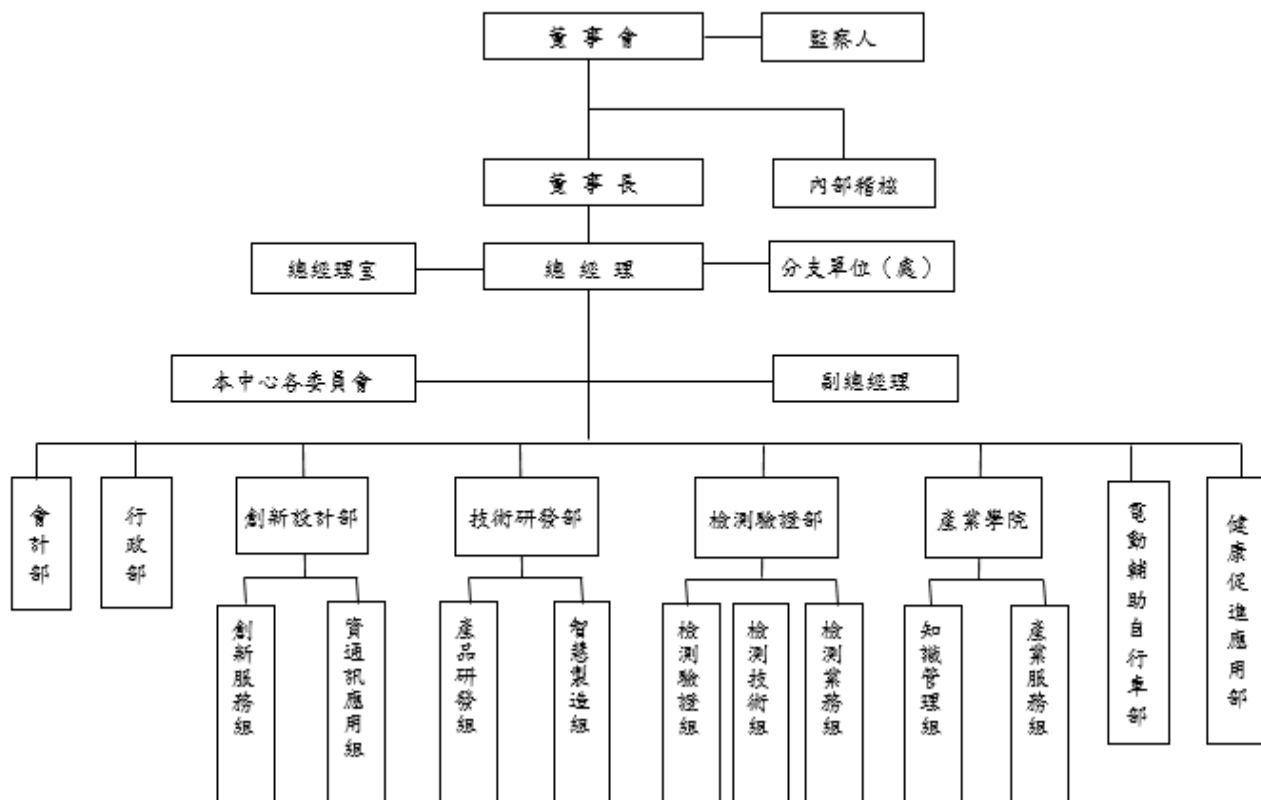 董事會
監察人
董事長
內部稽核
總經理室
總經理
分支單位（處）
本中心各委員會
副總經理
會計部
行政部
創新設計部
技術研發部
檢測驗證部
產業學院
電動輔助自行車部
健康促進應用部
創新服務組
資通訊應用組
產品研發組
智慧製造組
檢測驗證組
檢測技術組
檢測業務組
知識管理組
產業服務組